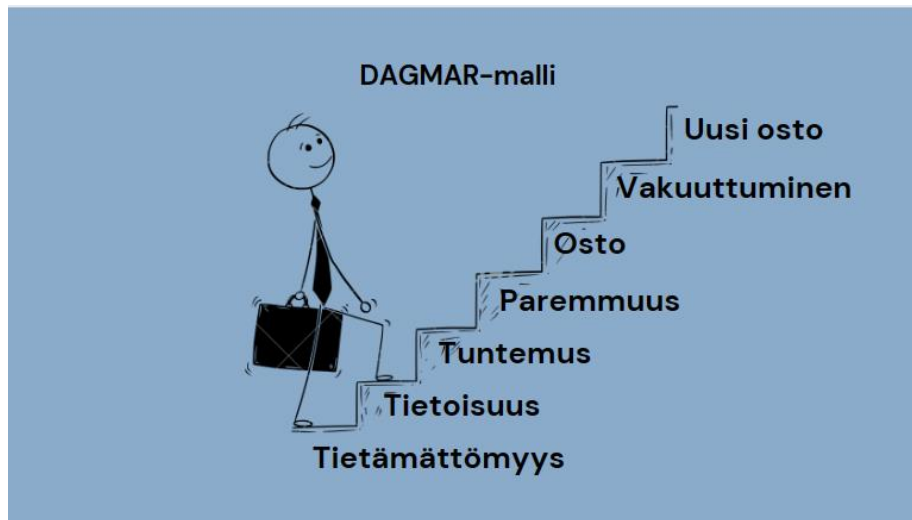 DAGMAR-malli
Uusi osto
Vakuuttuminen
Osto
Paremmuus
Tuntemus
Tietoisuus
Tietämättömyys